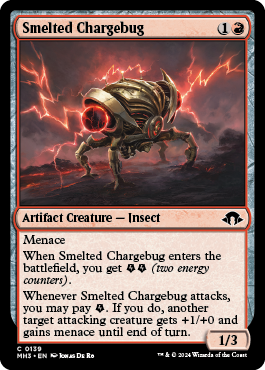 Smelted Chargebug 1
Artifact Creature — Insect
Menace
When Smelted Chargebug enters the
battlefield, you get (two energy
counters).
Whenever Smelted Chargebug attacks,
you may pay . If you do, another
target attacking creature gets +1/+0 and
gains menace until end of turn.
1/3
C 0139
MH3 • EN Jonas De Ro
™ & © 2024 Wizards of the Coast